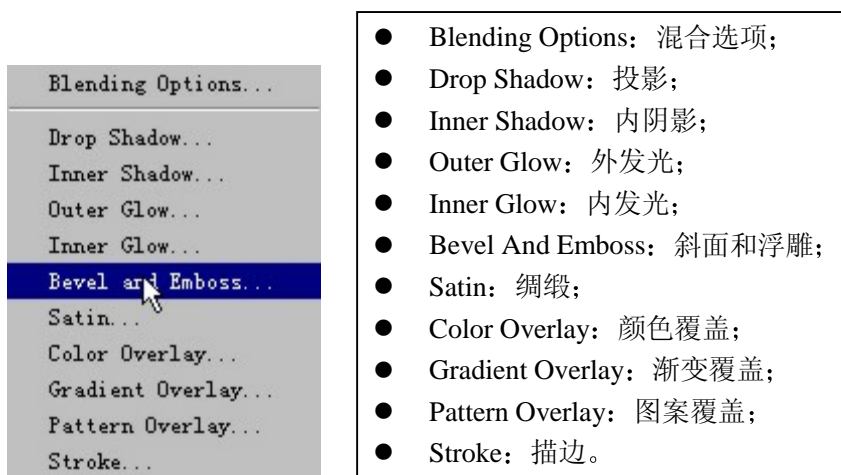 Blending Options...
Drop Shadow...
Inner Shadow...
Outer Glow...
Inner Glow...
Bevel and Emboss...
Satin...
Color Overlay...
Gradient Overlay...
Pattern Overlay...
Stroke...
● Blending Options：混合选项；
● Drop Shadow：投影；
● Inner Shadow：内阴影；
● Outer Glow：外发光；
● Inner Glow：内发光；
● Bevel And Emboss：斜面和浮雕；
● Satin：绸缎；
● Color Overlay：颜色覆盖；
● Gradient Overlay：渐变覆盖；
● Pattern Overlay：图案覆盖；
● Stroke：描边。